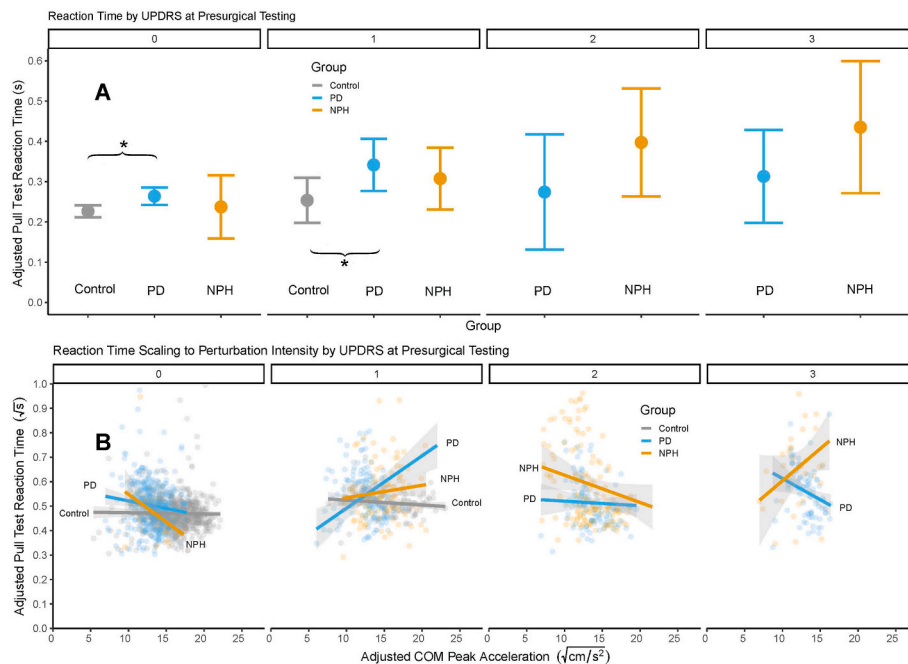 Reaction Time by UPDRS at Presurgical Testing
0 1 2 3
Adjusted Pull Test Reaction Time (s)
0.6
0.5
0.4
0.3
0.2
0.1
0.0
A
*
Group
Control
PD
NPH
*
Control PD NPH Control PD NPH PD NPH PD NPH
Group
Reaction Time Scaling to Perturbation Intensity by UPDRS at Presurgical Testing
0 1 2 3
Adjusted Pull Test Reaction Time (√s)
1.0
0.9
0.8
0.7
0.6
0.5
0.4
0.3
0.2
0.1
0.0
B
PD
Control
NPH
PD
NPH
Control
Group
Control
PD
NPH
NPH
PD
NPH
PD
0 5 10 15 20 25 0 5 10 15 20 25 0 5 10 15 20 25 0 5 10 15 20 25
Adjusted COM Peak Acceleration (√cm/s²)